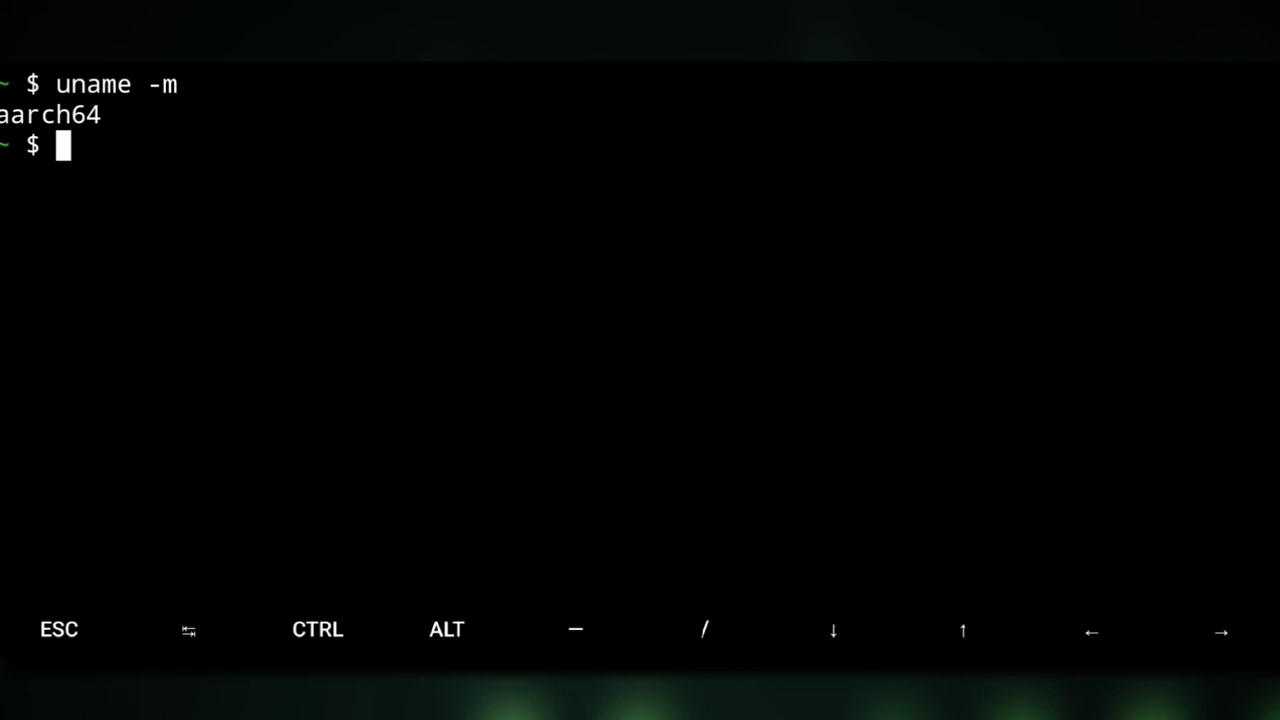 ~ $ uname -m
aarch64
~ $
ESC ↹ CTRL ALT — / ↓ ↑ ← →